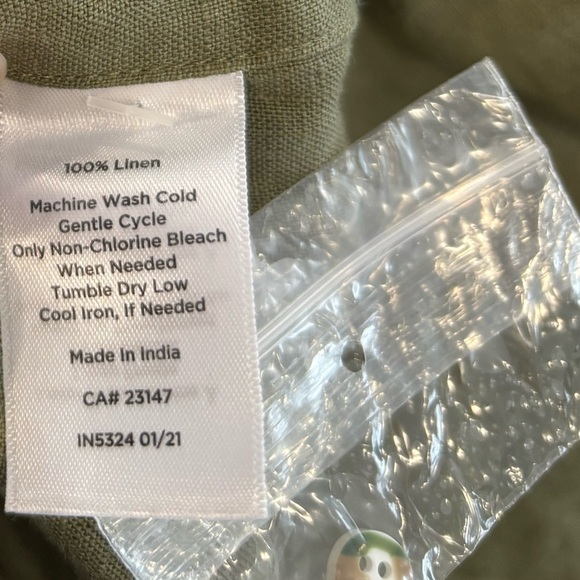 100% Linen
Machine Wash Cold
Gentle Cycle
Only Non-Chlorine Bleach
When Needed
Tumble Dry Low
Cool Iron, If Needed
Made In India
CA# 23147
IN5324 01/21